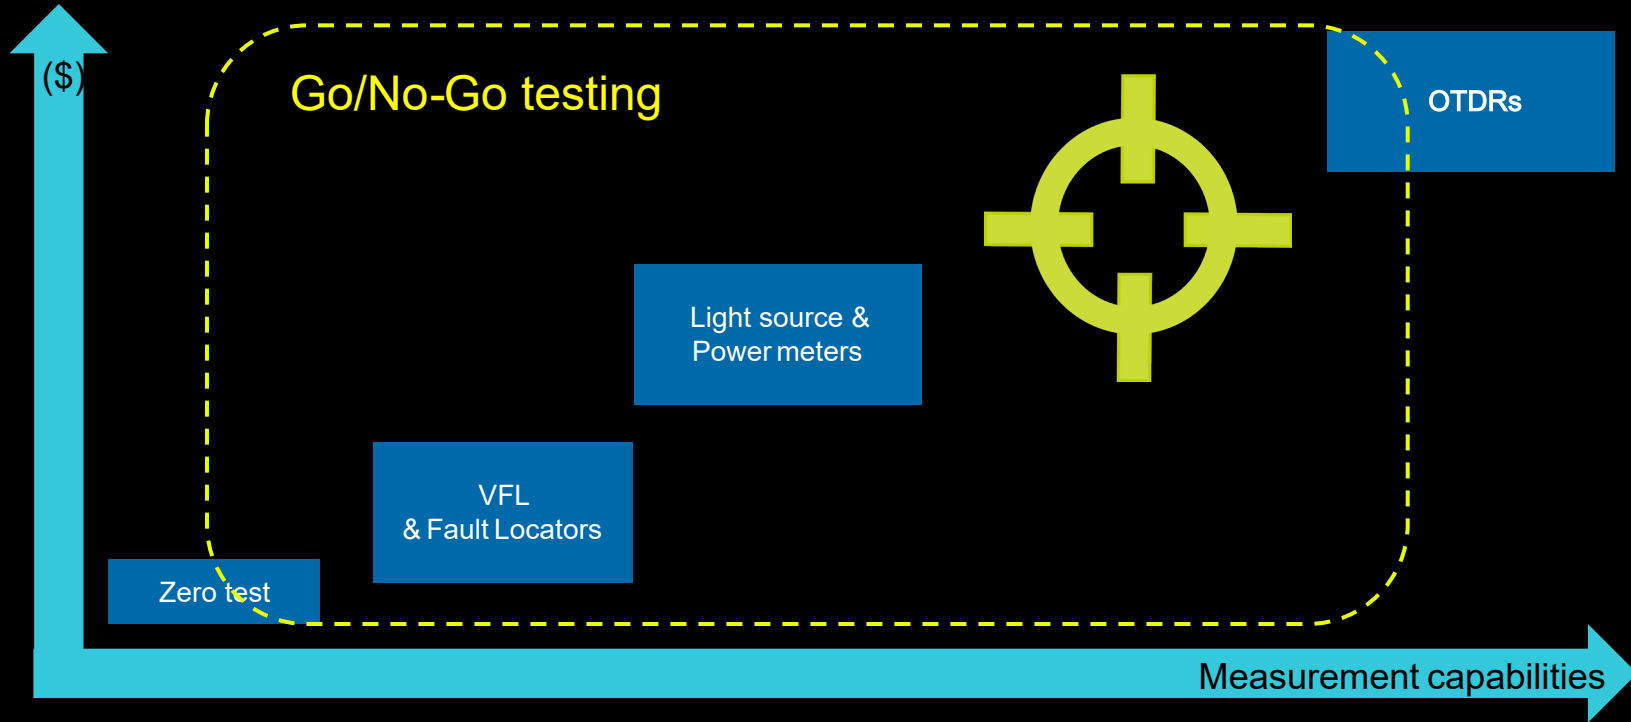 ($)
Go/No-Go testing
OTDRs
Light source &
Power meters
VFL
& Fault Locators
Zero test
Measurement capabilities